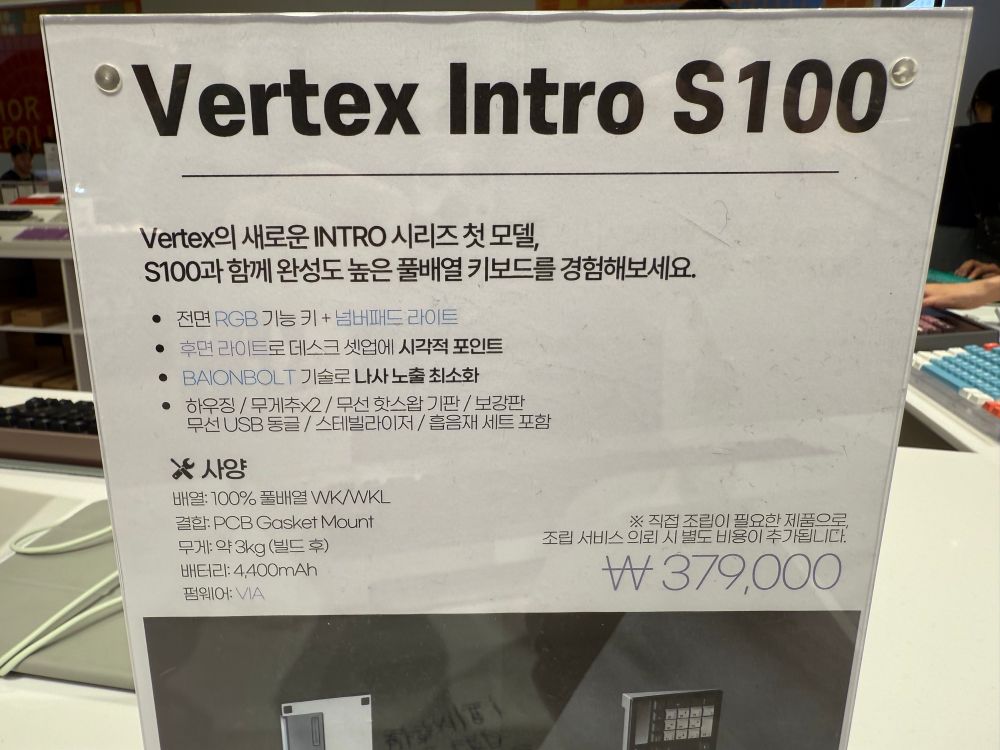 Vertex Intro S100
Vertex의 새로운 INTRO 시리즈 첫 모델,
S100과 함께 완성도 높은 풀배열 키보드를 경험해보세요.
• 전면 RGB 기능 키 + 넘버패드 라이트
• 후면 라이트로 데스크 셋업에 시각적 포인트
• BAIONBOLT 기술로 나사 노출 최소화
• 하우징 / 무게추x2 / 무선 핫스왑 기판 / 보강판
무선 USB 동글 / 스테빌라이저 / 흡음재 세트 포함
사양
배열: 100% 풀배열 WK/WKL
결합: PCB Gasket Mount
무게: 약 3kg (빌드 후)
배터리: 4,400mAh
펌웨어: VIA
※ 직접 조립이 필요한 제품으로,
조립 서비스 의뢰 시 별도 비용이 추가됩니다.
₩ 379,000